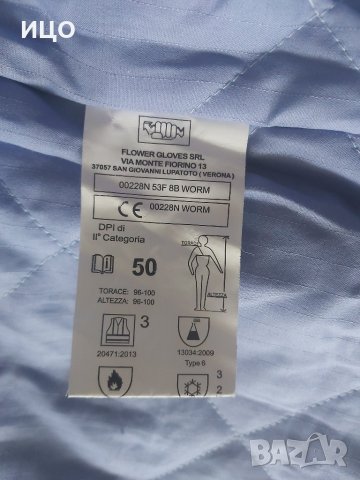 ИЦО
FLOWER GLOVES SRL
VIA MONTE FIORINO 13
37057 SAN GIOVANNI LUPATOTO ( VERONA )
00228N 53F 8B WORM
CE 00228N WORM
DPI di
II° Categoria
TORACE
50
ALTEZZA
TORACE: 96-100
ALTEZZA: 96-100
3
20471:2013
13034:2009
Type 6
3
2
BAZAR